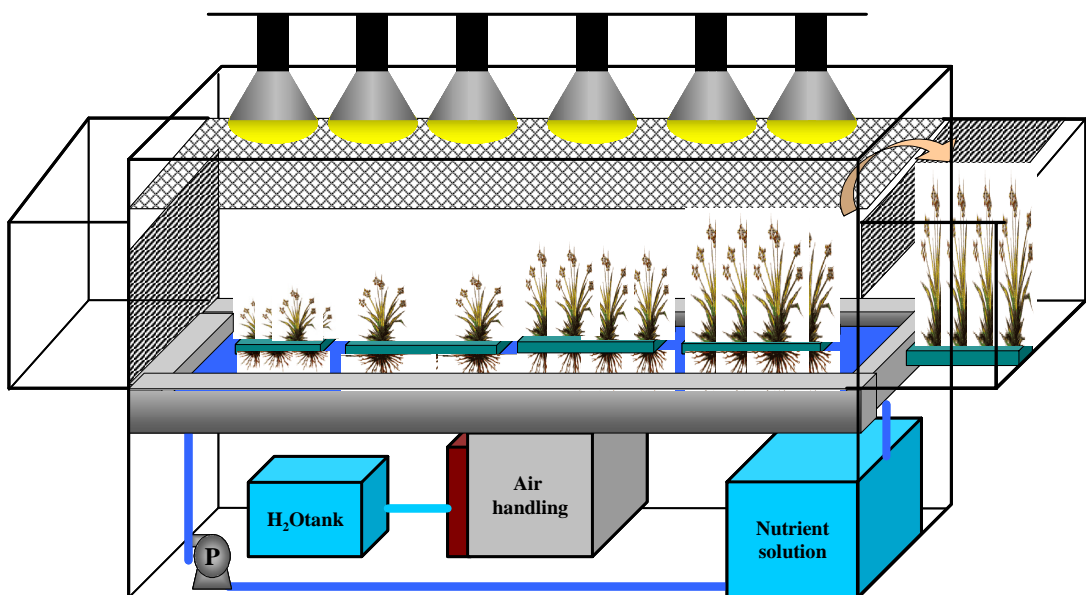 H₂Otank
Air
handling
Nutrient
solution
P